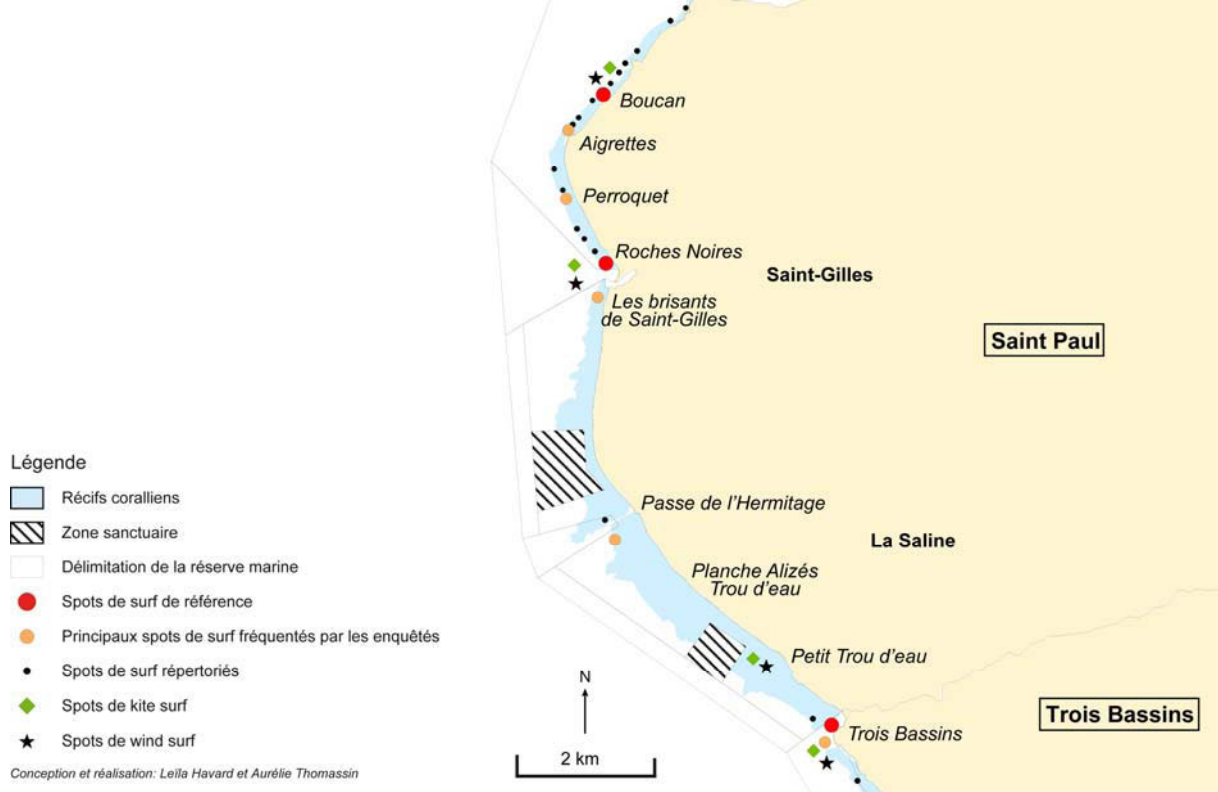 Boucan
Aigrettes
Perroquet
Roches Noires
Saint-Gilles
Les brisants
de Saint-Gilles
Saint Paul
Passe de l'Hermitage
La Saline
Planche Alizés
Trou d'eau
Petit Trou d'eau
Trois Bassins
Trois Bassins
Légende
Récifs coralliens
Zone sanctuaire
Délimitation de la réserve marine
Spots de surf de référence
Principaux spots de surf fréquentés par les enquêtés
Spots de surf répertoriés
Spots de kite surf
Spots de wind surf
Conception et réalisation: Leïla Havard et Aurélie Thomassin
N
2 km